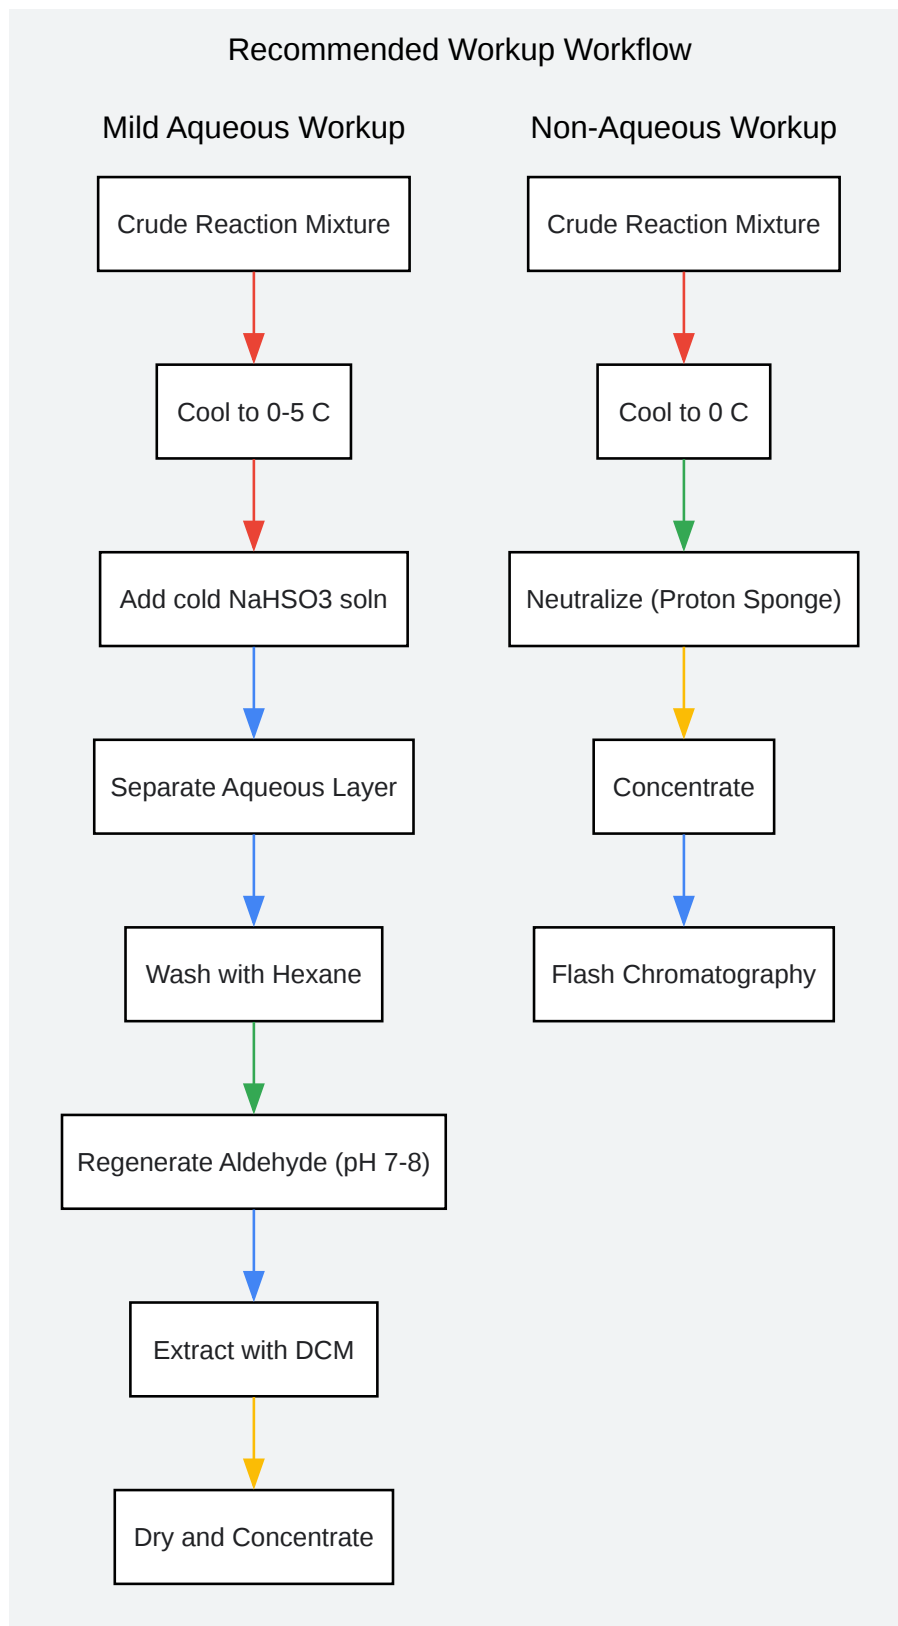 Recommended Workup Workflow
Mild Aqueous Workup
Crude Reaction Mixture
Cool to 0-5 C
Add cold NaHSO3 soln
Separate Aqueous Layer
Wash with Hexane
Regenerate Aldehyde (pH 7-8)
Extract with DCM
Dry and Concentrate
Non-Aqueous Workup
Crude Reaction Mixture
Cool to 0 C
Neutralize (Proton Sponge)
Concentrate
Flash Chromatography